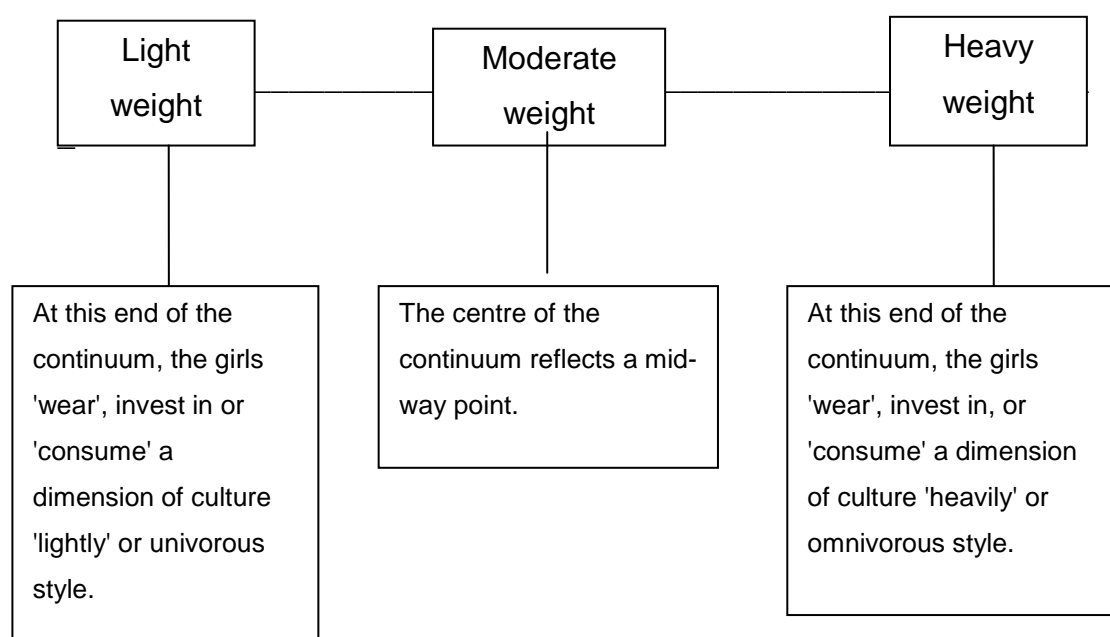 Light
weight
Moderate
weight
Heavy
weight
At this end of the
continuum, the girls
'wear', invest in or
'consume' a
dimension of culture
'lightly' or univorous
style.
The centre of the
continuum reflects a mid-
way point.
At this end of the
continuum, the girls
'wear', invest in, or
'consume' a dimension
of culture 'heavily' or
omnivorous style.